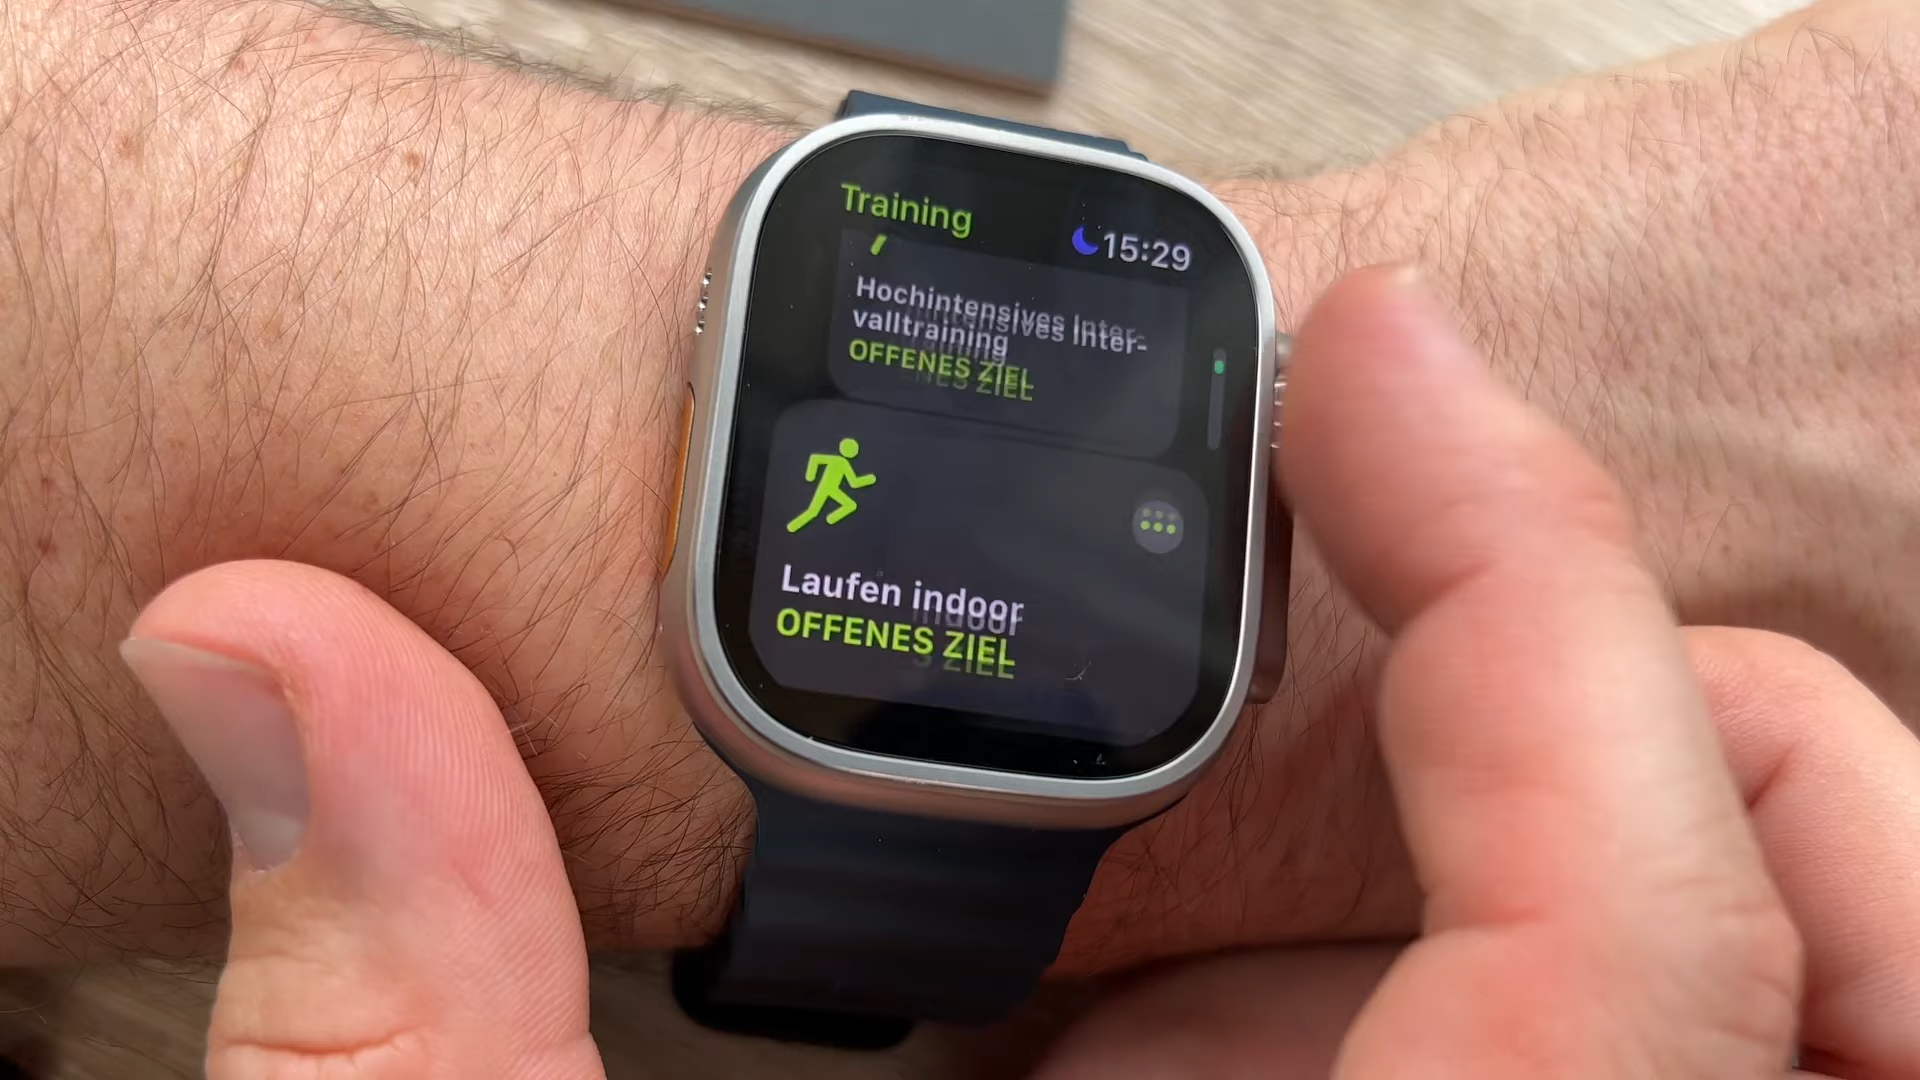 Training
15:29
Hochintensives Inter-
valltraining
OFFENES ZIEL
Laufen indoor
OFFENES ZIEL